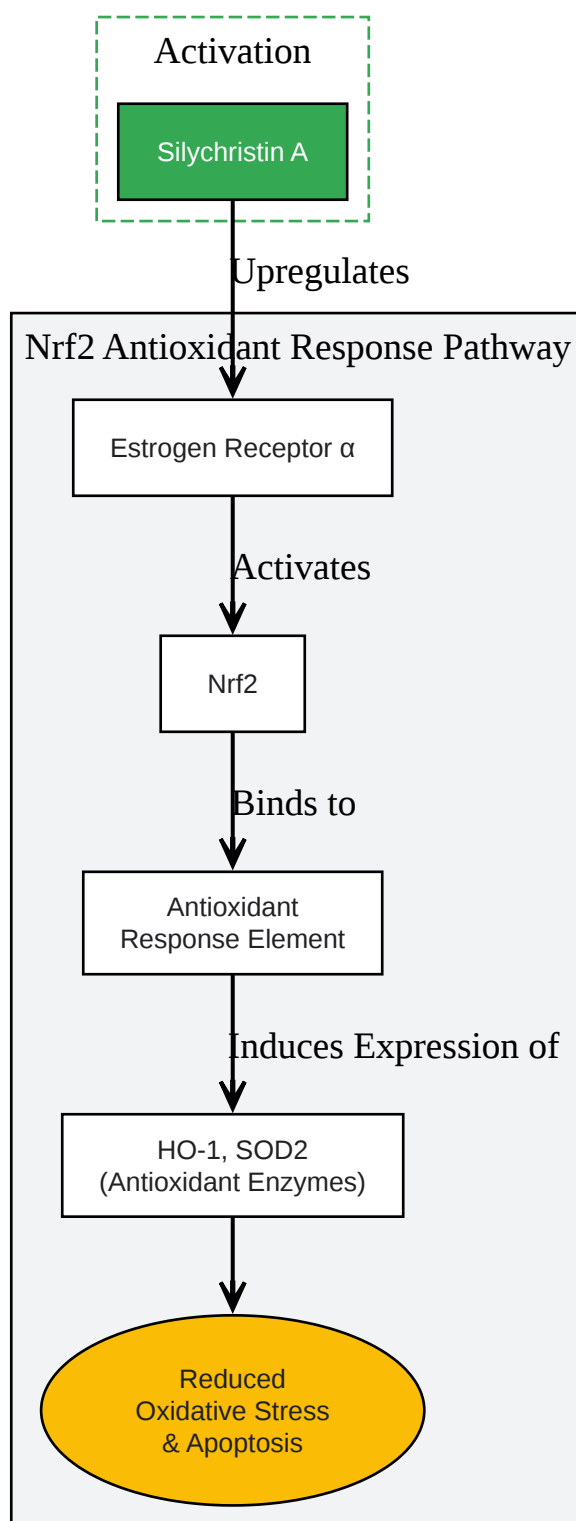 Activation
Silychristin A
Upregulates
Nrf2 Antioxidant Response Pathway
Estrogen Receptor α
Activates
Nrf2
Binds to
Antioxidant
Response Element
Induces Expression of
HO-1, SOD2
(Antioxidant Enzymes)
Reduced
Oxidative Stress
& Apoptosis